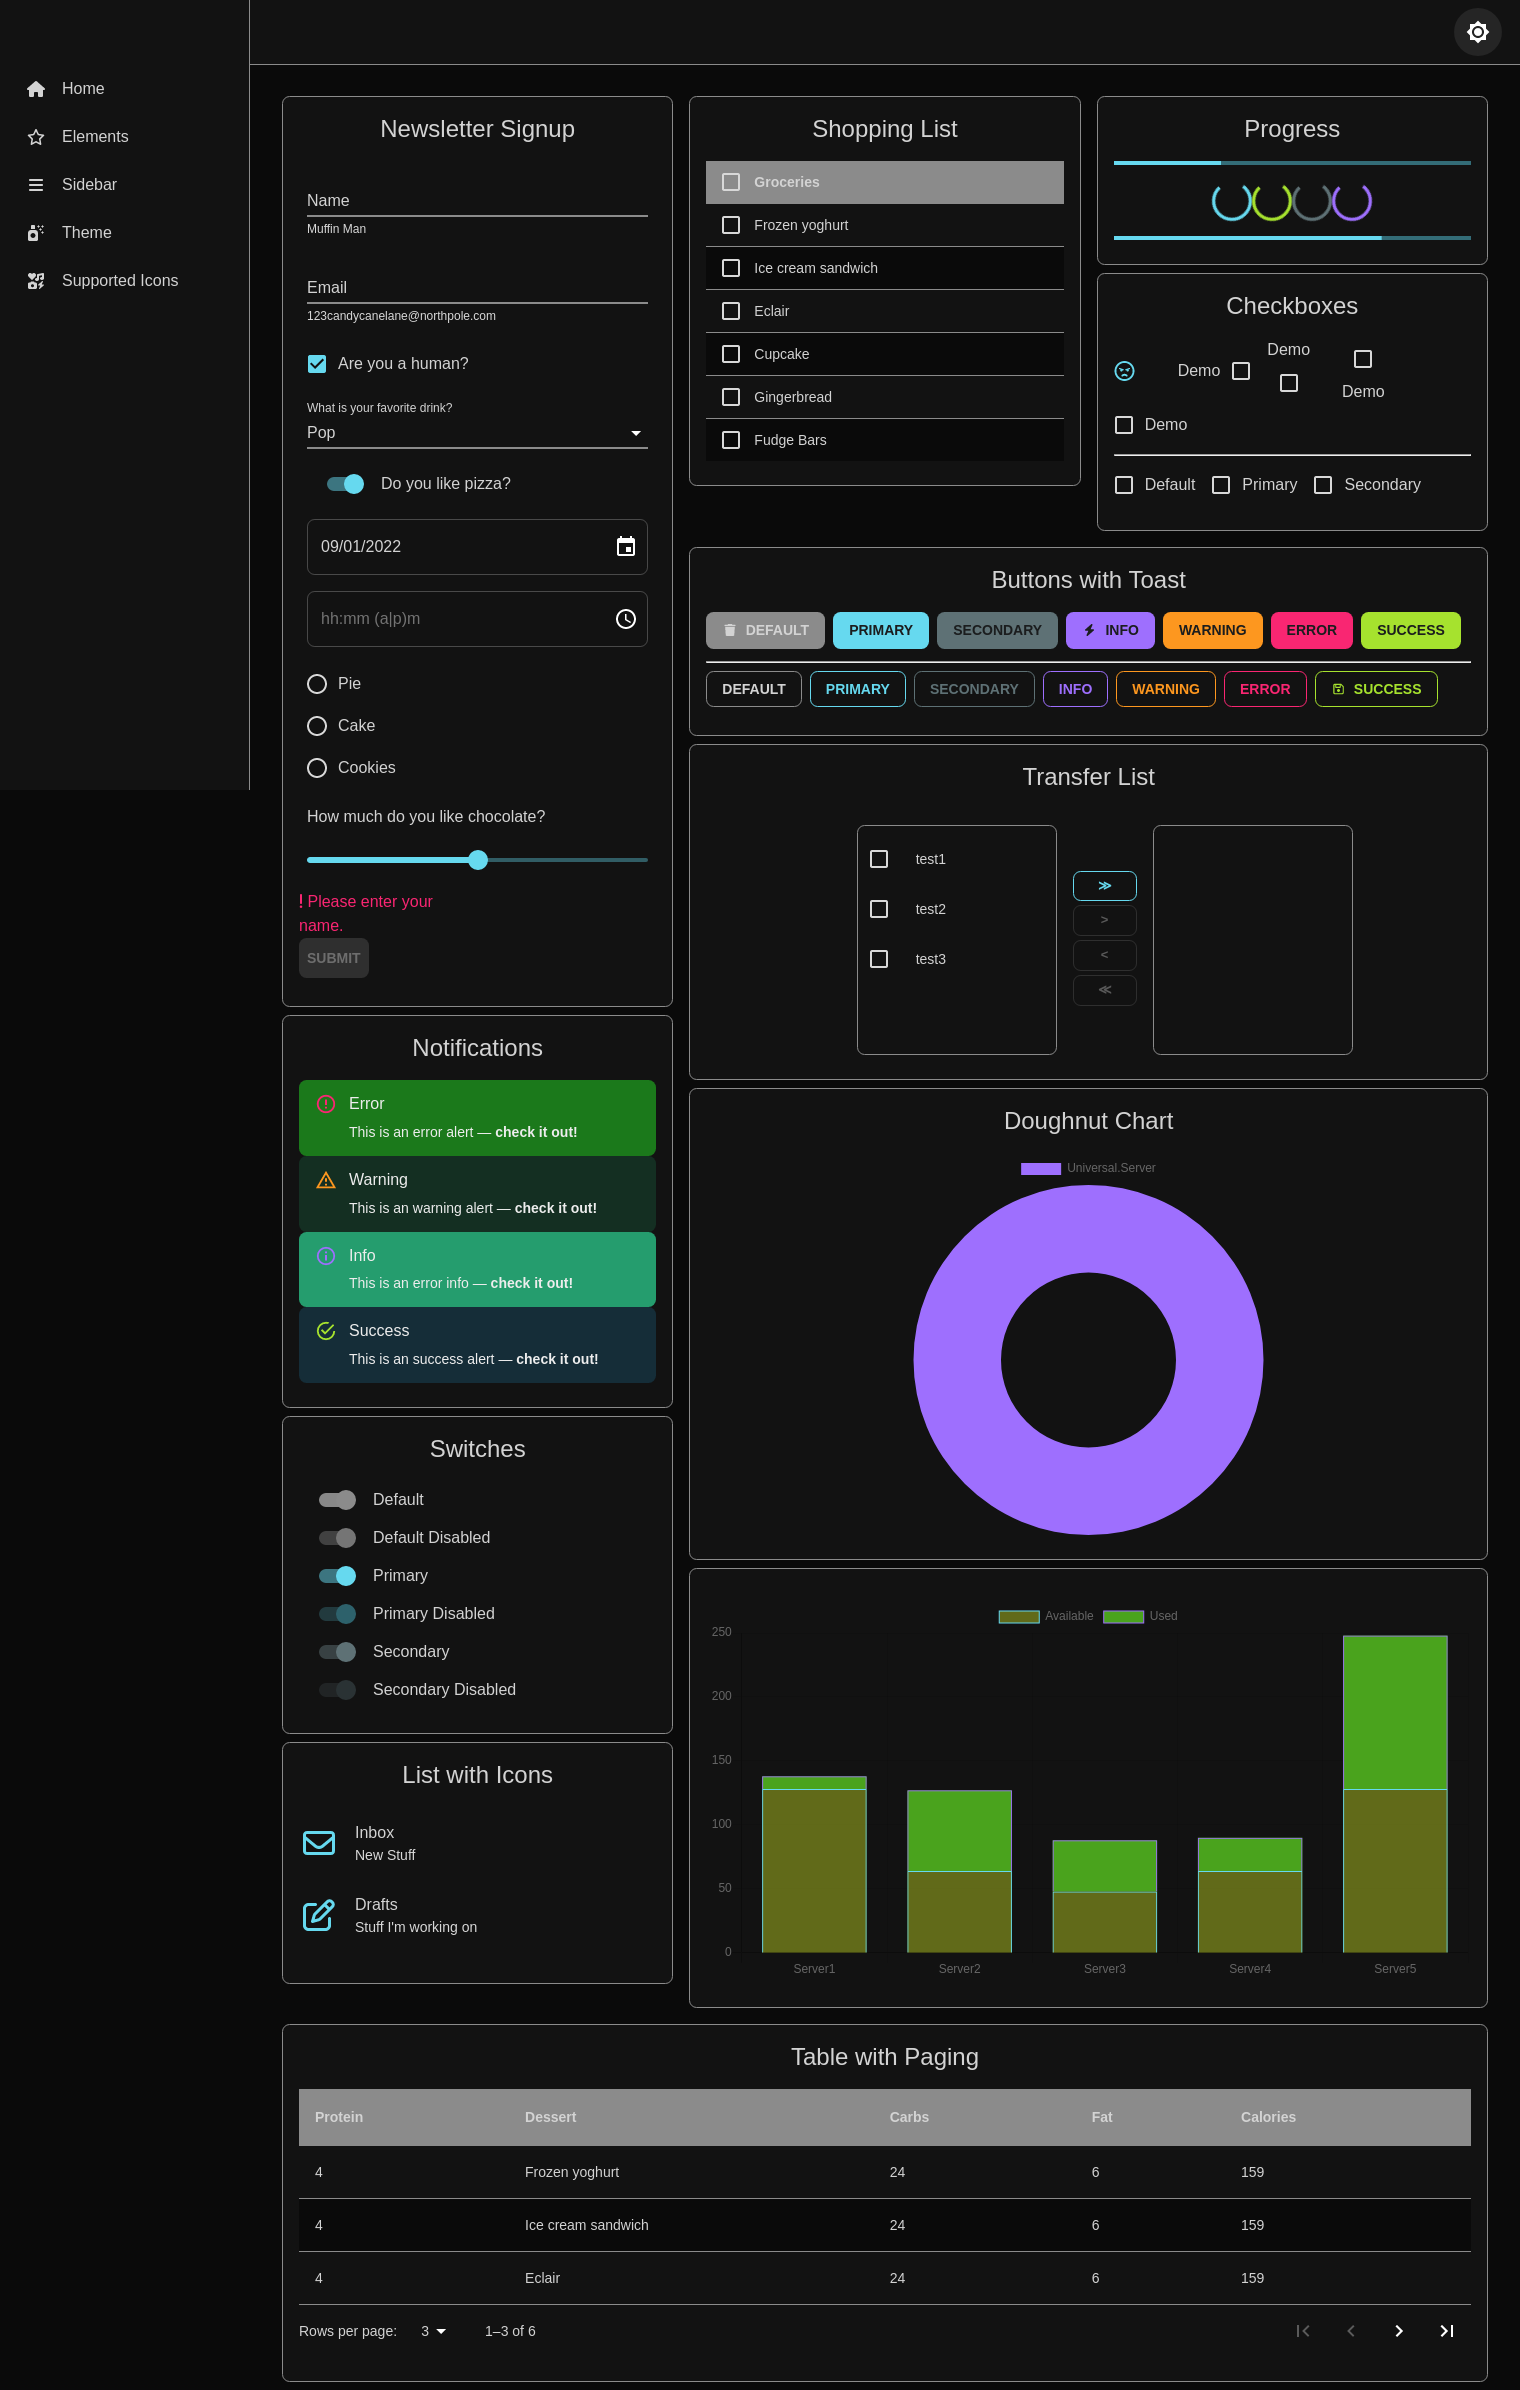 Home
Elements
Sidebar
Theme
Supported Icons
Newsletter Signup
Name
Muffin Man
Email
123candycanelane@northpole.com
Are you a human?
What is your favorite drink?
Pop
Do you like pizza?
09/01/2022
hh:mm (a|p)m
Pie
Cake
Cookies
How much do you like chocolate?
! Please enter your
name.
SUBMIT
Notifications
Error
This is an error alert — check it out!
Warning
This is an warning alert — check it out!
Info
This is an error info — check it out!
Success
This is an success alert — check it out!
Switches
Default
Default Disabled
Primary
Primary Disabled
Secondary
Secondary Disabled
List with Icons
Inbox
New Stuff
Drafts
Stuff I'm working on
Shopping List
Groceries
Frozen yoghurt
Ice cream sandwich
Eclair
Cupcake
Gingerbread
Fudge Bars
Progress
Checkboxes
Demo
Demo
Demo
Demo
Default Primary Secondary
Buttons with Toast
DEFAULT PRIMARY SECONDARY INFO WARNING ERROR SUCCESS
DEFAULT PRIMARY SECONDARY INFO WARNING ERROR SUCCESS
Transfer List
test1
test2
test3
≫
>
<
≪
Doughnut Chart
Universal.Server
Available Used
250
200
150
100
50
0
Server1 Server2 Server3 Server4 Server5
Table with Paging
Protein Dessert Carbs Fat Calories
4 Frozen yoghurt 24 6 159
4 Ice cream sandwich 24 6 159
4 Eclair 24 6 159
Rows per page: 3 1–3 of 6